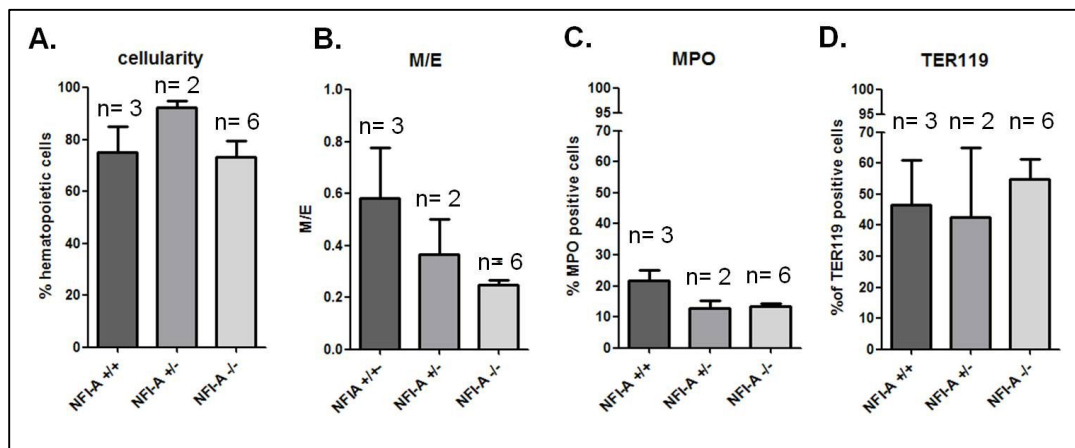 A.
cellularity
% hematopoietic cells
100
80
60
40
20
0
n= 3
n= 2
n= 6
NFI-A +/+
NFI-A +/-
NFI-A -/-
B.
M/E
M/E
1.0
0.8
0.6
0.4
0.2
0.0
n= 3
n= 2
n= 6
NFIA +/+
NFI-A +/-
NFI-A -/-
C.
MPO
% MPO positive cells
100
95
70
60
50
40
30
20
10
0
n= 3
n= 2
n= 6
NFI-A +/+
NFI-A +/-
NFI-A -/-
D.
TER119
%of TER119 positive cells
100
95
70
60
50
40
30
20
10
0
n= 3
n= 2
n= 6
NFI-A +/+
NFI-A +/-
NFI-A -/-